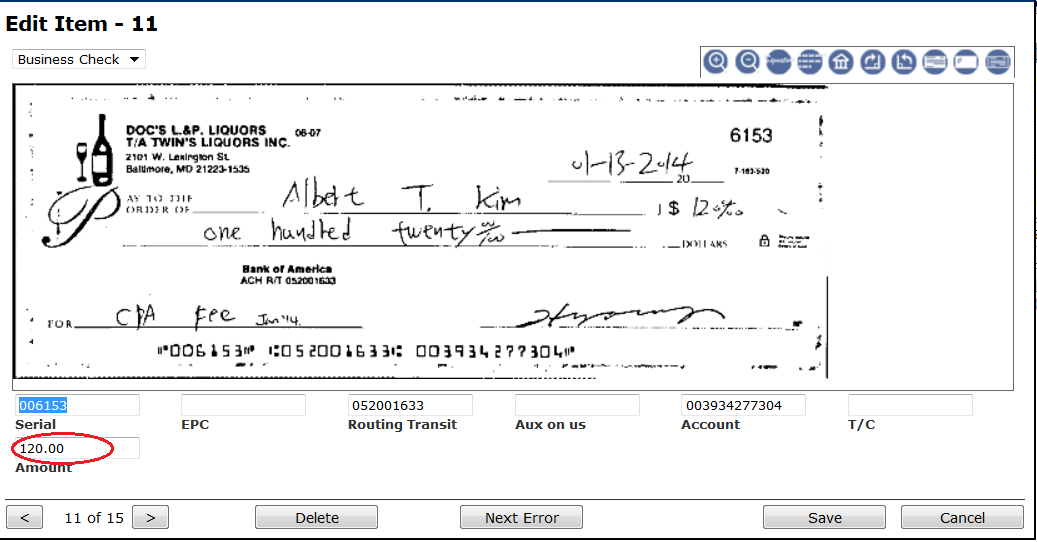 Edit Item - 11
Business Check
DOC'S L.&P. LIQUORS 06-07
T/A TWIN'S LIQUORS INC.
2101 W. Lexington St.
Baltimore, MD 21223-1535
6153
01-13-2014
20
7-163-520
PAY TO THE
ORDER OF
Albert T. Kim
$ 120 00/00
one hundred twenty 00/100
DOLLARS
Bank of America
ACH R/T 052001633
FOR CPA Fee Jan '14.
⑈006153⑈ ⑆052001633⑆ 003934277304⑈
006153 052001633 003934277304
Serial EPC Routing Transit Aux on us Account T/C
120.00
Amount
< 11 of 15 > Delete Next Error Save Cancel